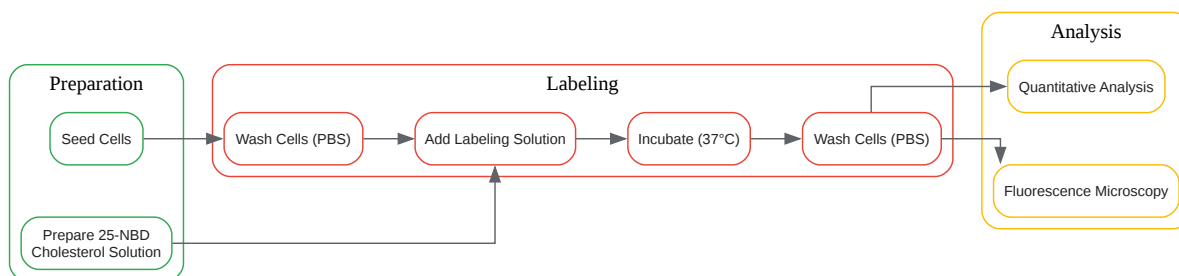 Preparation
Seed Cells
Prepare 25-NBD
Cholesterol Solution
Labeling
Wash Cells (PBS)
Add Labeling Solution
Incubate (37°C)
Wash Cells (PBS)
Analysis
Quantitative Analysis
Fluorescence Microscopy